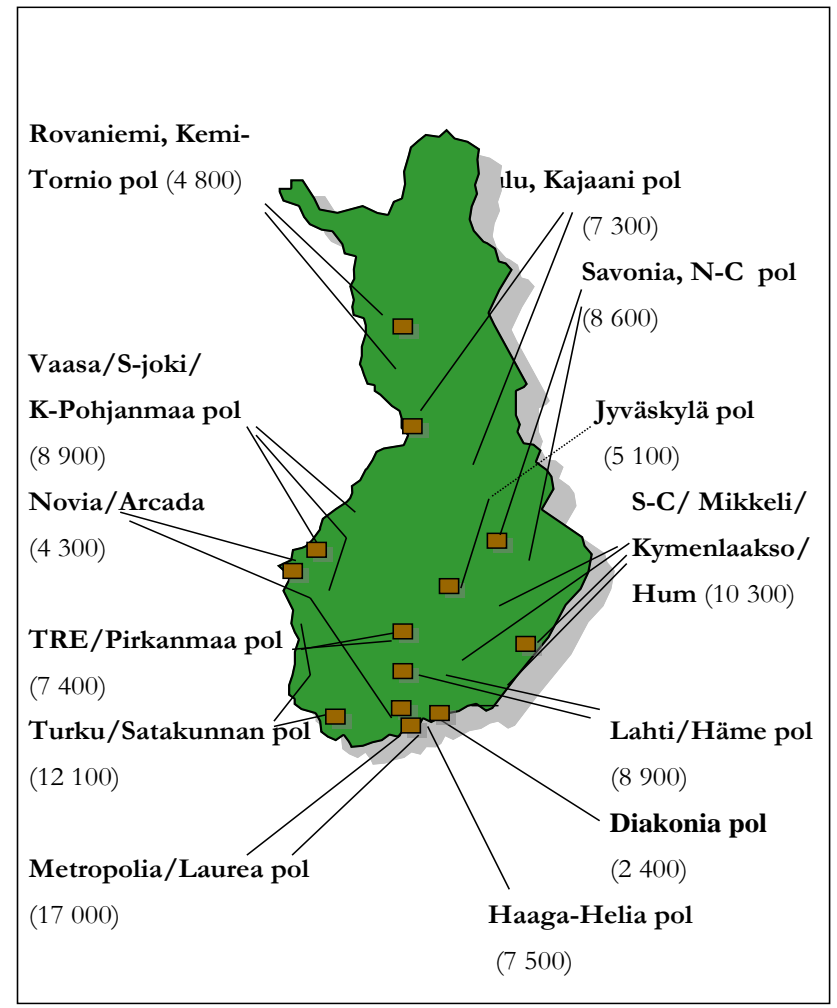 Rovaniemi, Kemi-
Tornio pol (4 800)
Kajaani pol
(7 300)
Savonia, N-C pol
(8 600)
Vaasa/S-joki/
K-Pohjanmaa pol
(8 900)
Jyväskylä pol
(5 100)
Novia/Arcada
(4 300)
S-C/ Mikkeli/
Kymenlaakso/
Hum (10 300)
TRE/Pirkanmaa pol
(7 400)
Turku/Satakunnan pol
(12 100)
Lahti/Häme pol
(8 900)
Diakonia pol
(2 400)
Metropolia/Laurea pol
(17 000)
Haaga-Helia pol
(7 500)